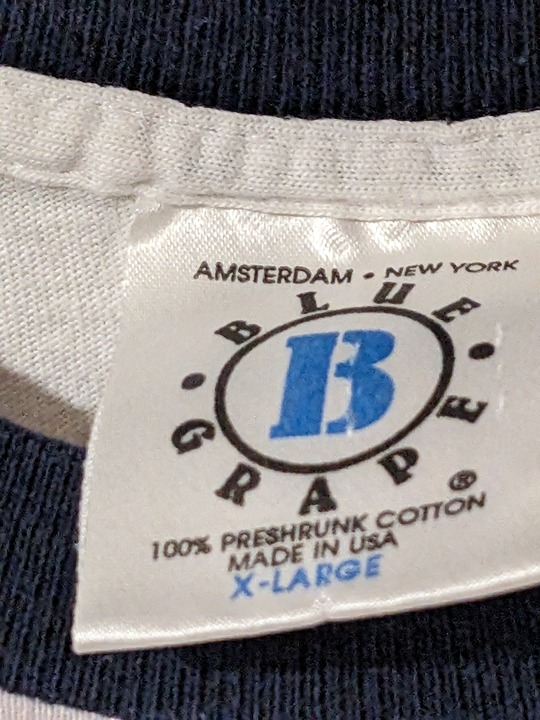 AMSTERDAM • NEW YORK
• BLUE •
B
GRAPE ®
100% PRESHRUNK COTTON
MADE IN USA
X-LARGE